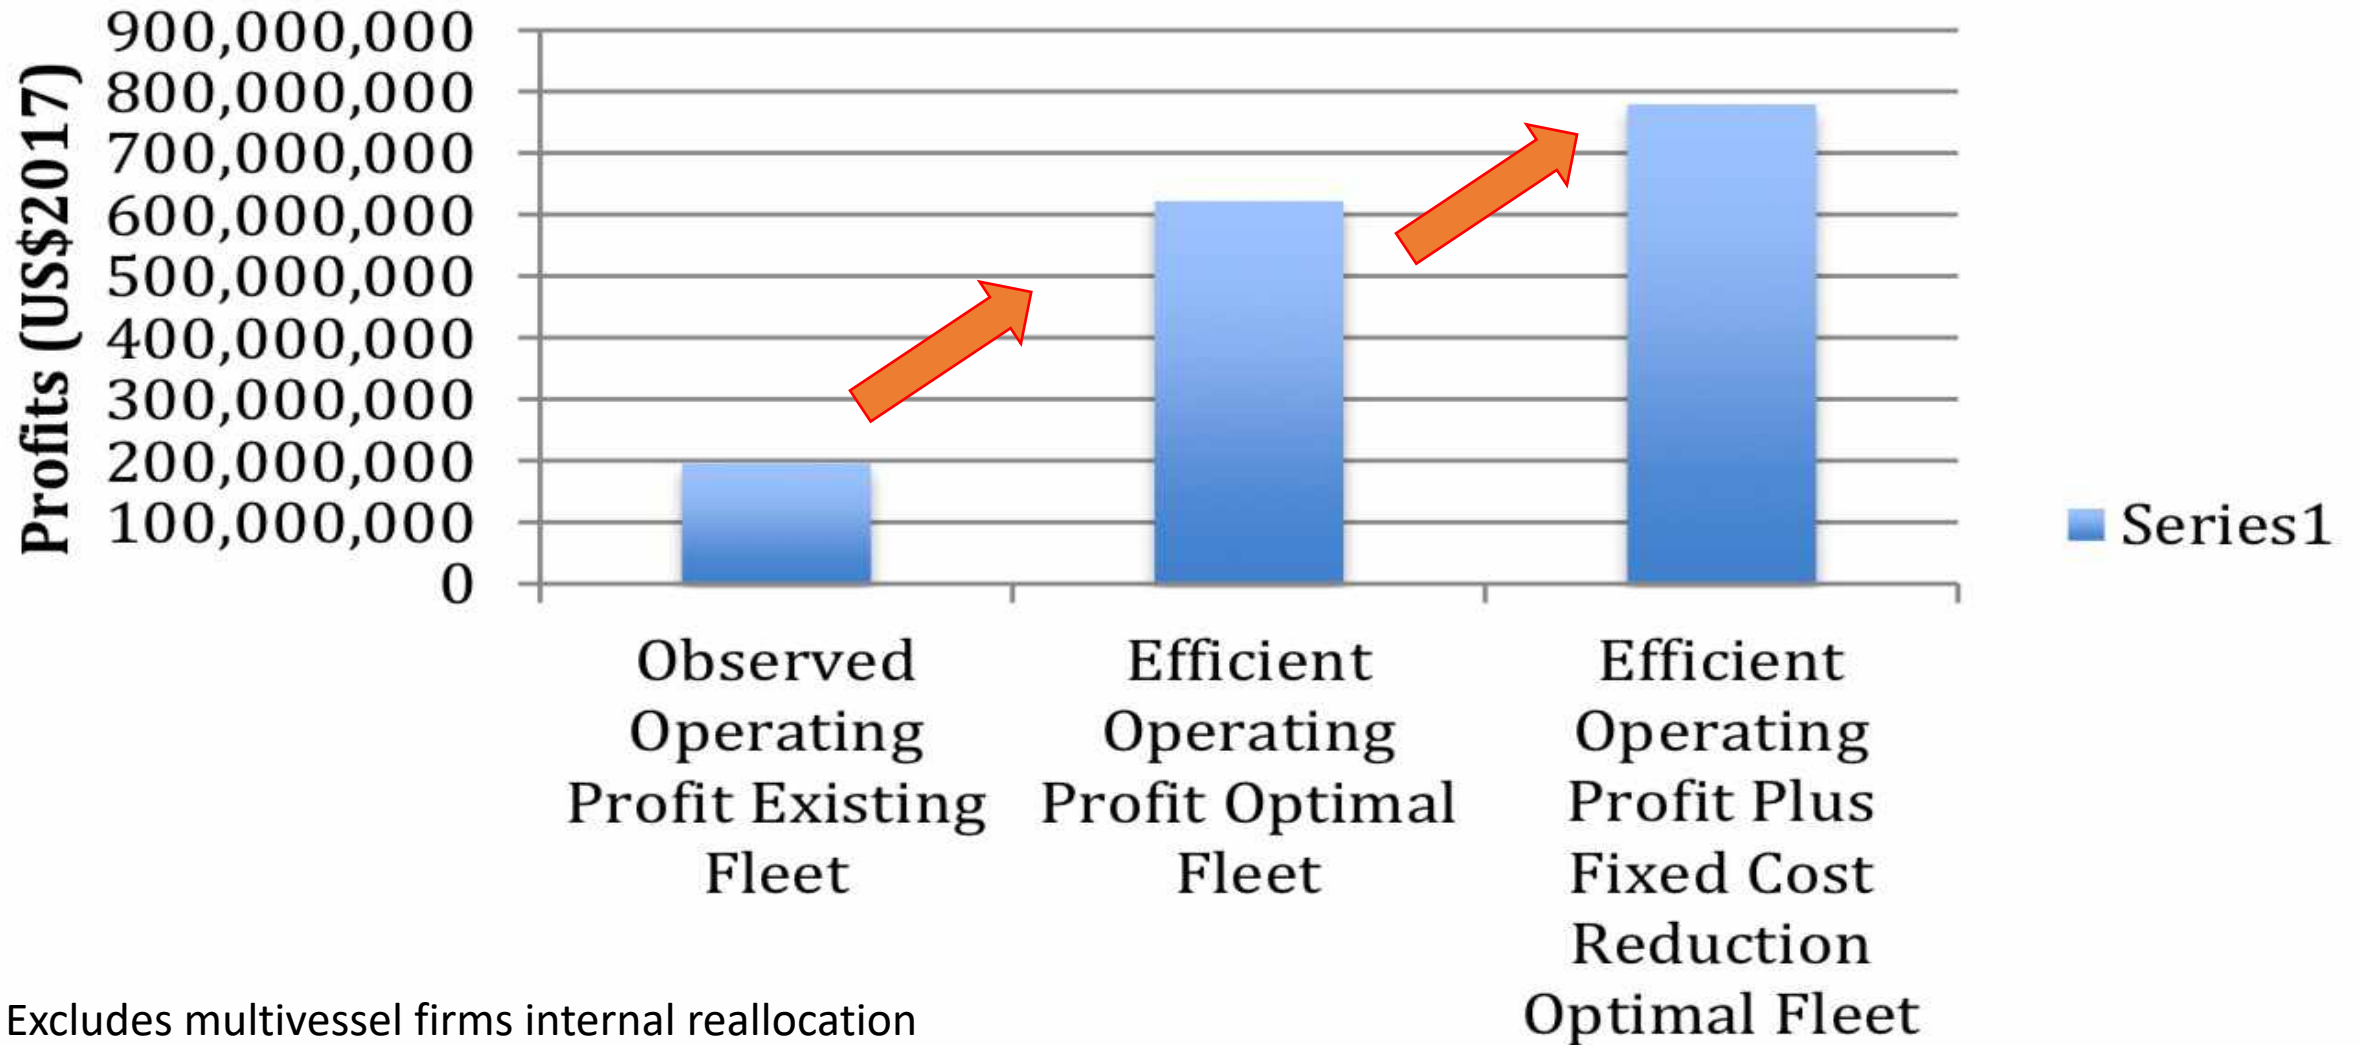 Profits (US$2017)
900,000,000
800,000,000
700,000,000
600,000,000
500,000,000
400,000,000
300,000,000
200,000,000
100,000,000
0
Observed
Operating
Profit Existing
Fleet
Efficient
Operating
Profit Optimal
Fleet
Efficient
Operating
Profit Plus
Fixed Cost
Reduction
Optimal Fleet
Series1
Excludes multivessel firms internal reallocation